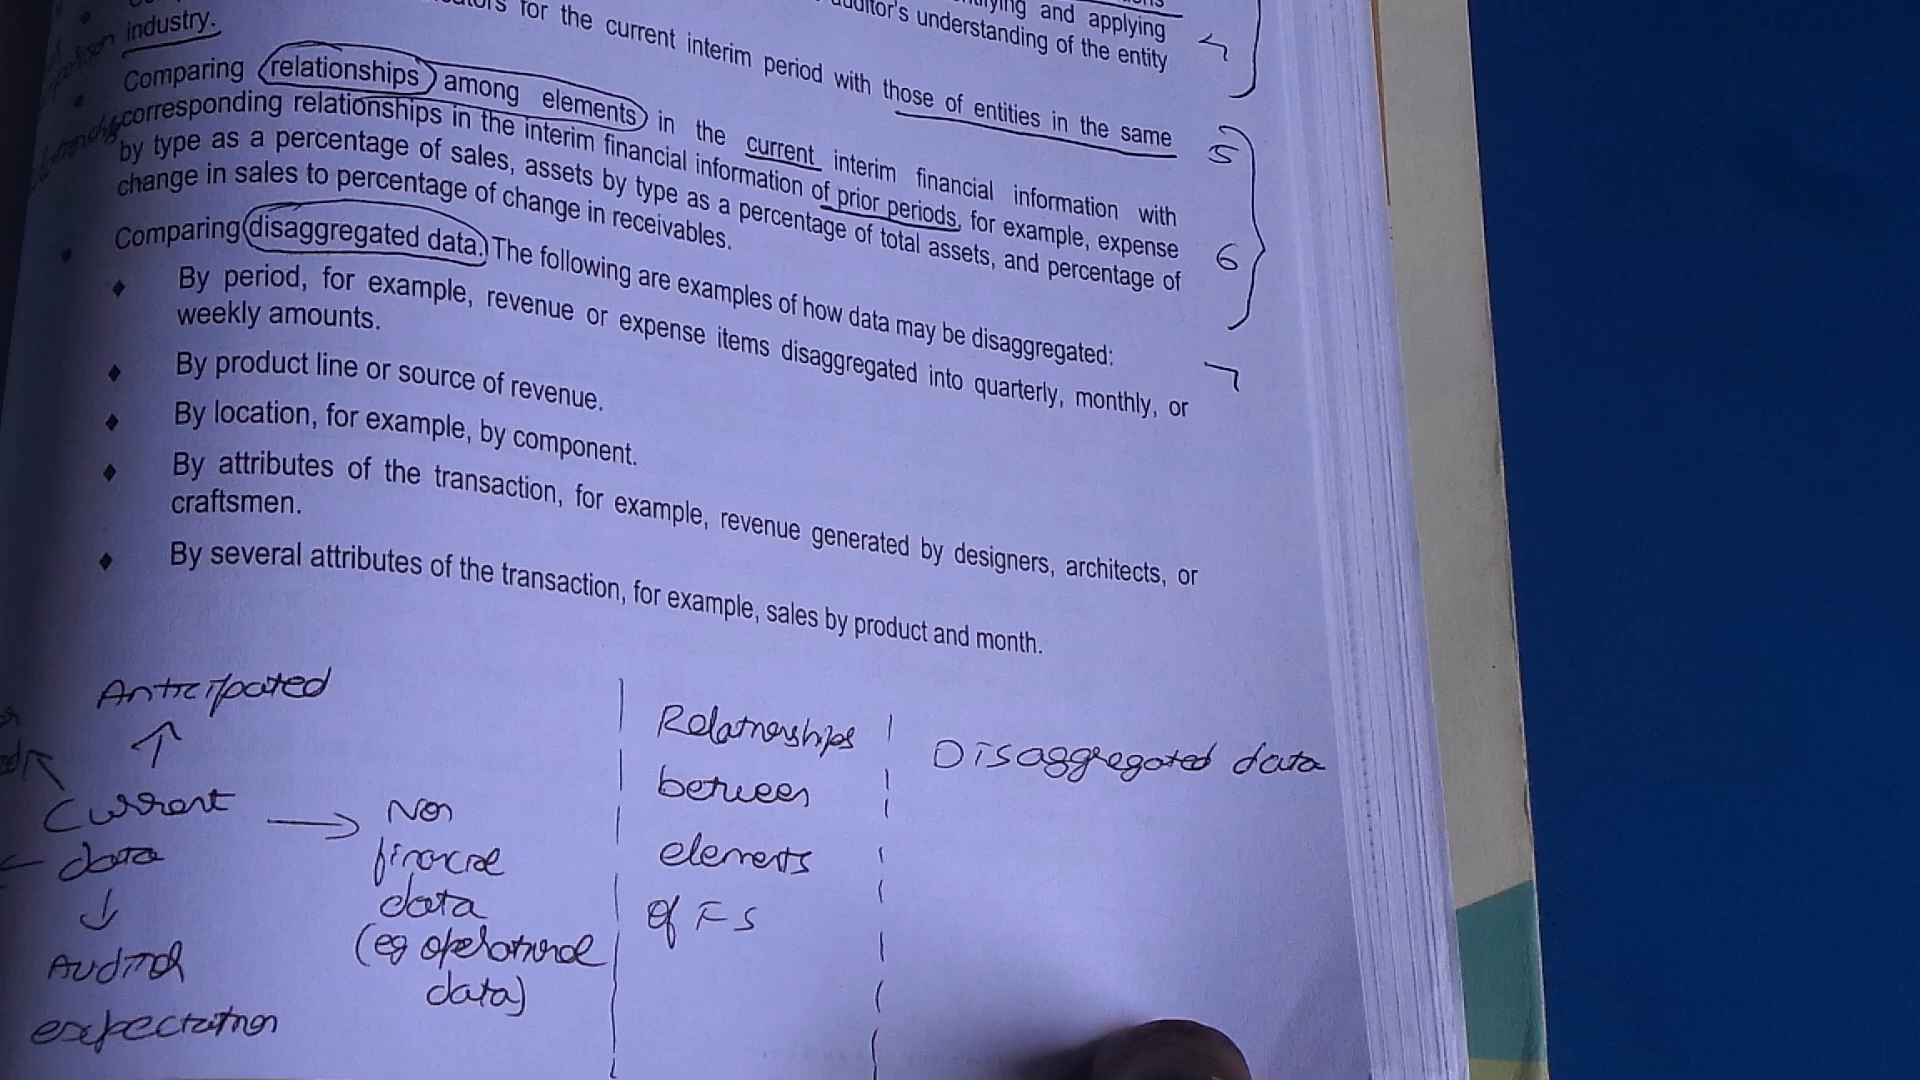 ifying and applying
auditor's understanding of the entity
4
for the current interim period with those of entities in the same
industry.
5
Comparing relationships among elements in the current interim financial information with
corresponding relationships in the interim financial information of prior periods, for example, expense
by type as a percentage of sales, assets by type as a percentage of total assets, and percentage of
change in sales to percentage of change in receivables.
6
Comparing disaggregated data. The following are examples of how data may be disaggregated:
7
By period, for example, revenue or expense items disaggregated into quarterly, monthly, or
weekly amounts.
By product line or source of revenue.
By location, for example, by component.
By attributes of the transaction, for example, revenue generated by designers, architects, or
craftsmen.
By several attributes of the transaction, for example, sales by product and month.
Anticipated
Current
data
Auditor
expectation
Non
financial
data
(eg operational
data)
Relationships
between
elements
of FS
Disaggregated data